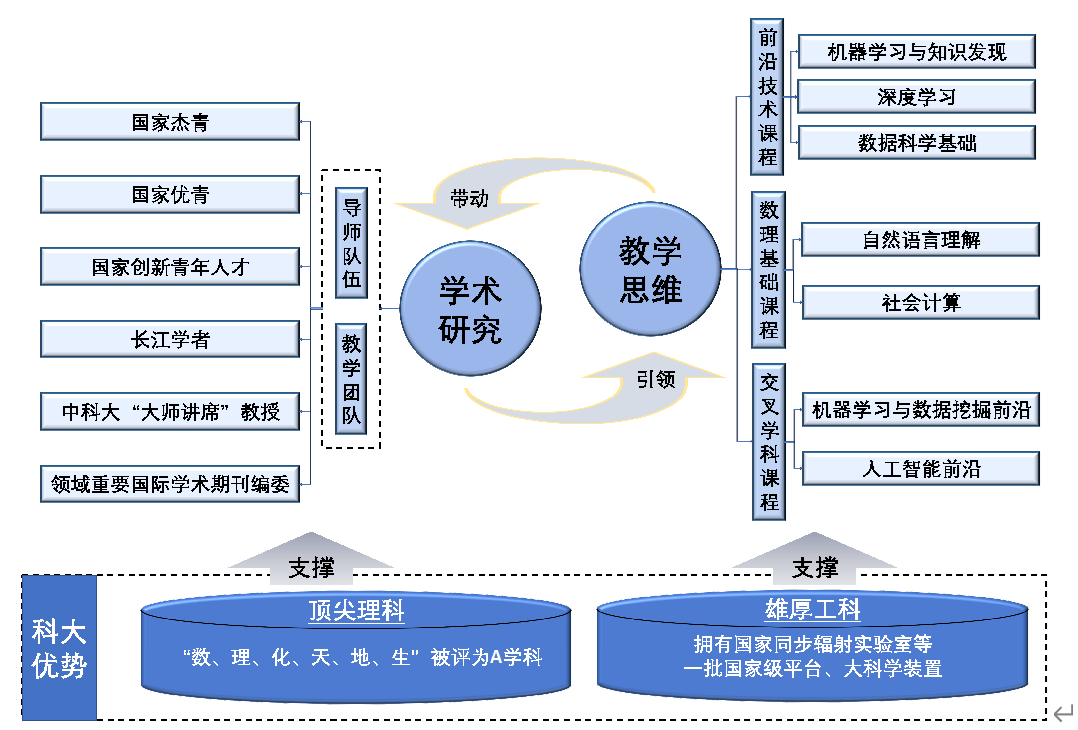 国家杰青
国家优青
国家创新青年人才
长江学者
中科大“大师讲席”教授
领域重要国际学术期刊编委
导师队伍
教学团队
带动
学术
研究
教学
思维
引领
前沿技术课程
机器学习与知识发现
深度学习
数据科学基础
数理基础课程
自然语言理解
社会计算
交叉学科课程
机器学习与数据挖掘前沿
人工智能前沿
支撑
支撑
科大
优势
顶尖理科
“数、理、化、天、地、生”被评为A学科
雄厚工科
拥有国家同步辐射实验室等
一批国家级平台、大科学装置